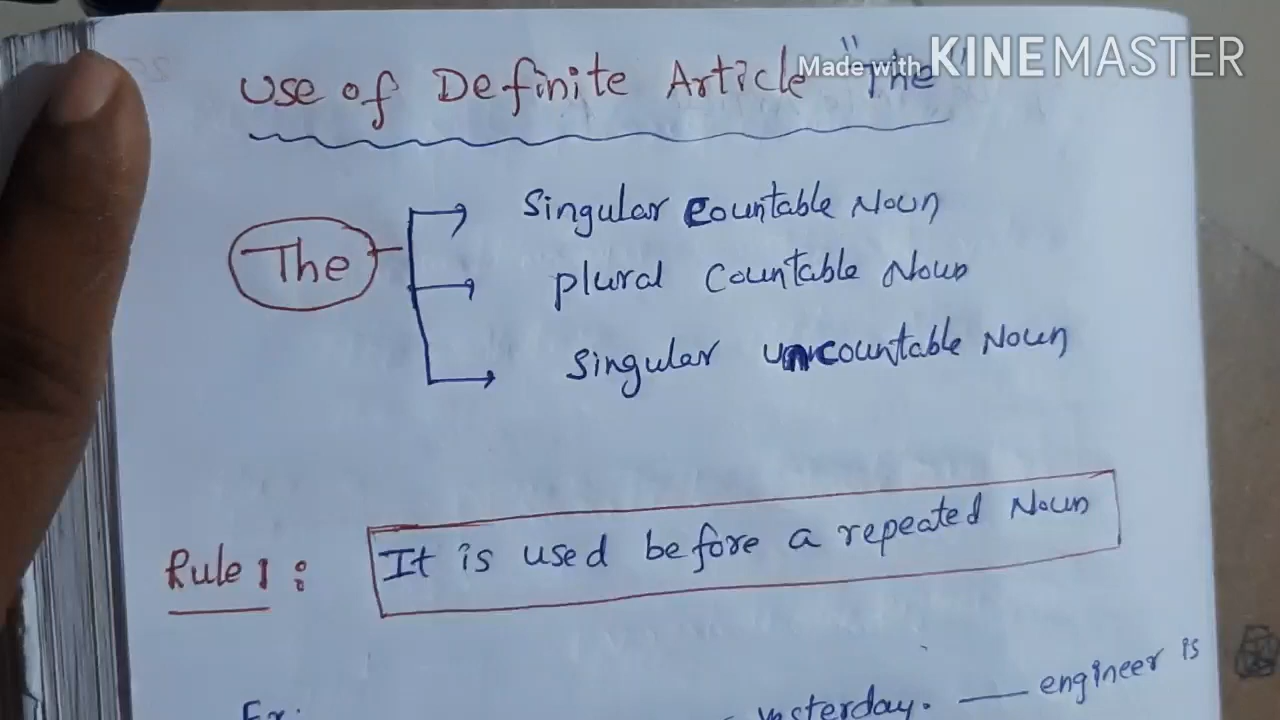 Use of Definite Article "The"
Made with KINEMASTER
The
Singular Countable Noun
plural Countable Noun
Singular uncountable Noun
Rule 1 :
It is used before a repeated Noun
Ex:
yesterday. — engineer is